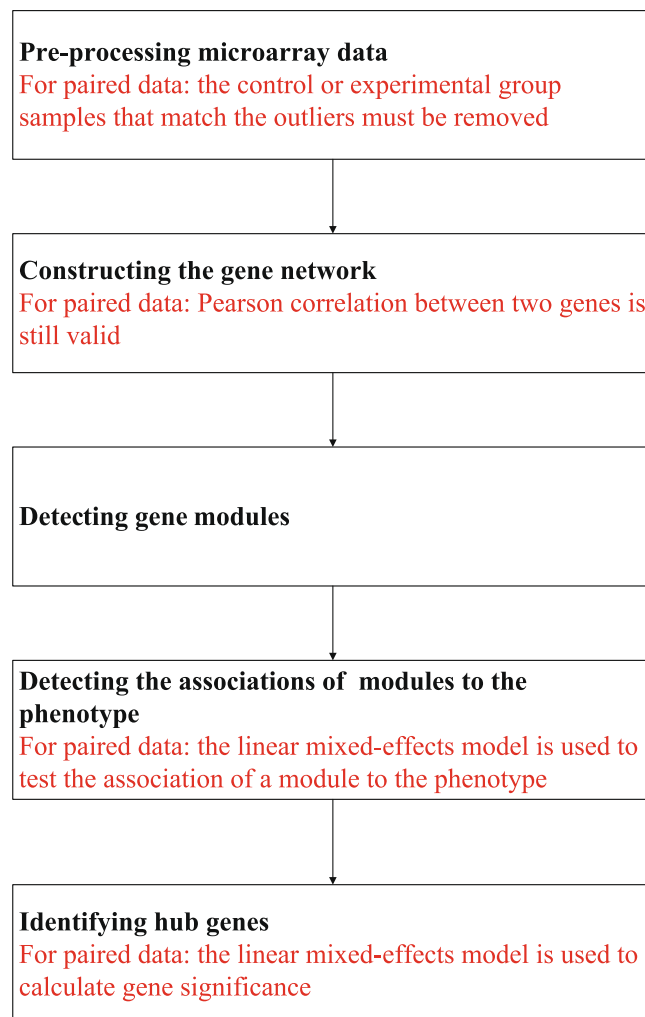 Pre-processing microarray data
For paired data: the control or experimental group
samples that match the outliers must be removed
Constructing the gene network
For paired data: Pearson correlation between two genes is
still valid
Detecting gene modules
Detecting the associations of modules to the
phenotype
For paired data: the linear mixed-effects model is used to
test the association of a module to the phenotype
Identifying hub genes
For paired data: the linear mixed-effects model is used to
calculate gene significance